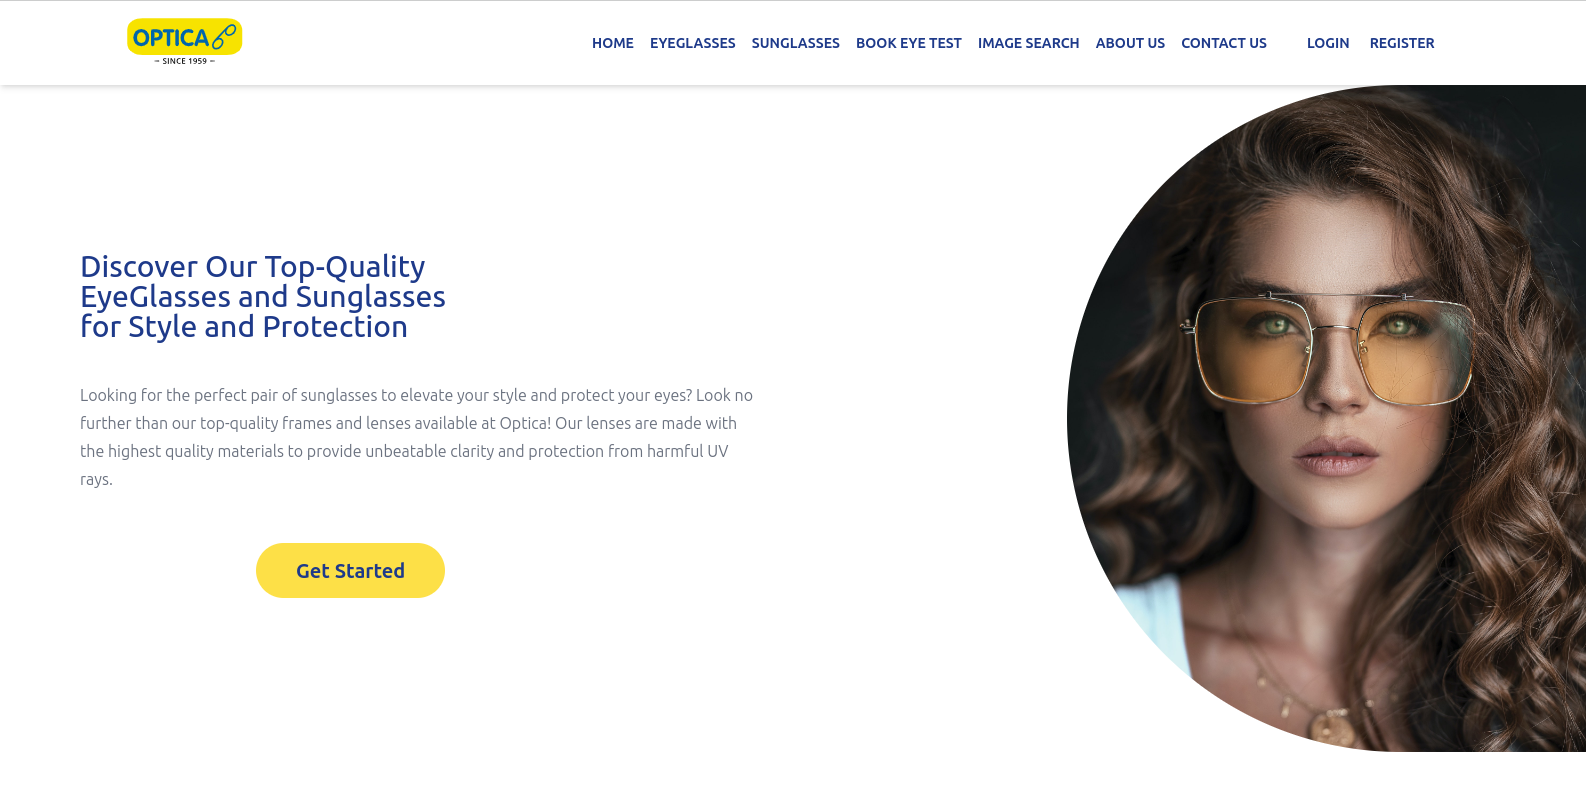 OPTICA
– SINCE 1959 –
HOME EYEGLASSES SUNGLASSES BOOK EYE TEST IMAGE SEARCH ABOUT US CONTACT US LOGIN REGISTER
Discover Our Top-Quality
EyeGlasses and Sunglasses
for Style and Protection
Looking for the perfect pair of sunglasses to elevate your style and protect your eyes? Look no
further than our top-quality frames and lenses available at Optica! Our lenses are made with
the highest quality materials to provide unbeatable clarity and protection from harmful UV
rays.
Get Started